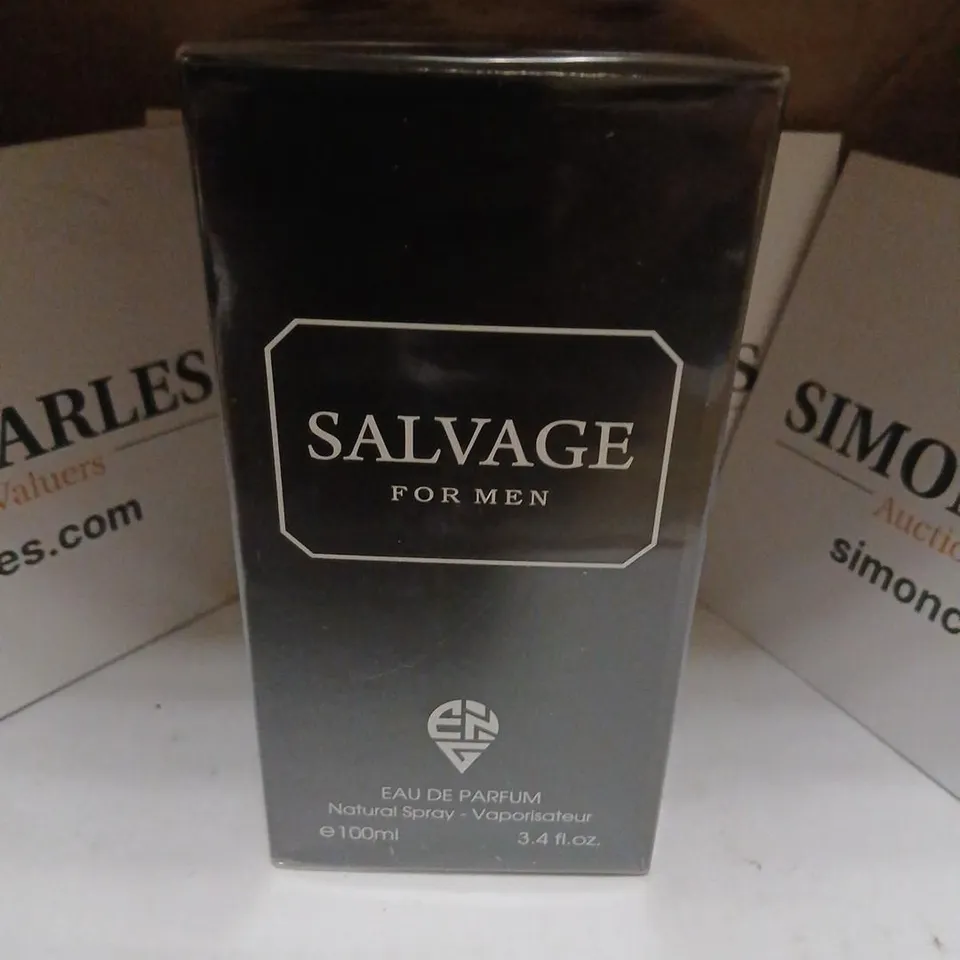 SALVAGE
FOR MEN
ENG
EAU DE PARFUM
Natural Spray - Vaporisateur
e100ml 3.4 fl.oz.
ARLES
Valuers
es.com
S
SIMO
Auctio
simonc